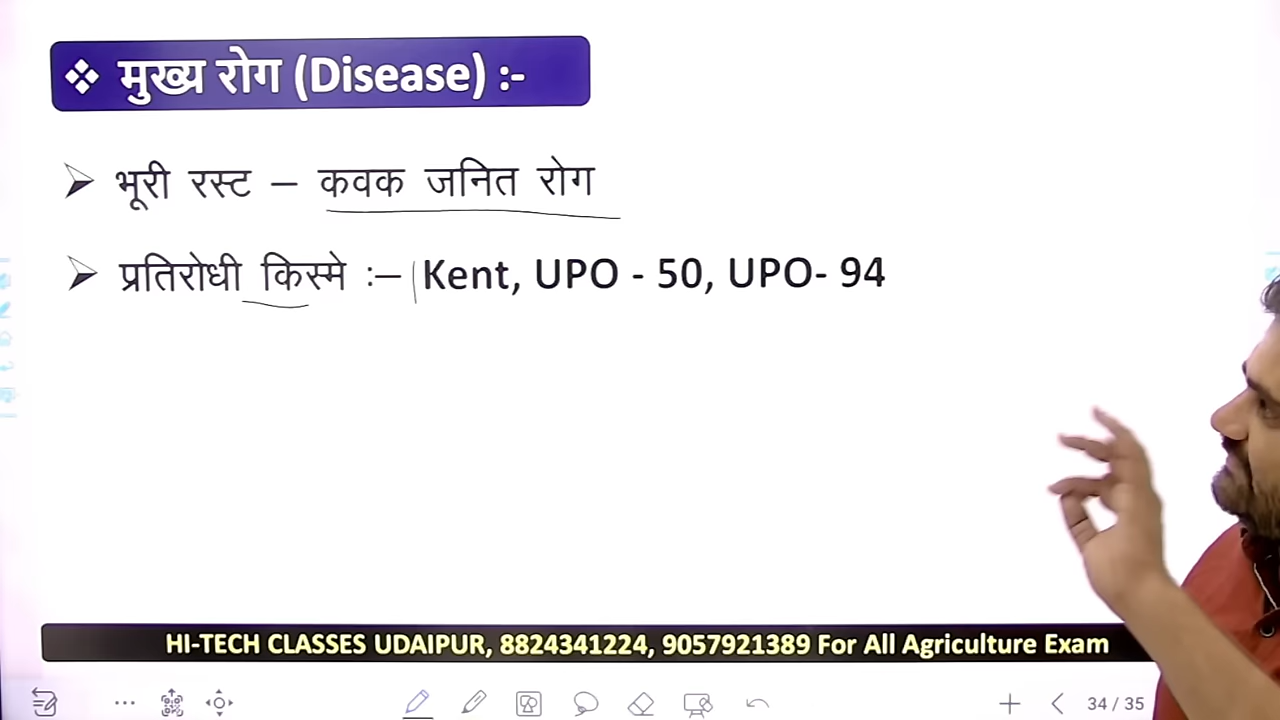 ❖ मुख्य रोग (Disease) :-
➢ भूरी रस्ट – कवक जनित रोग
➢ प्रतिरोधी किस्मे :– Kent, UPO - 50, UPO- 94
HI-TECH CLASSES UDAIPUR, 8824341224, 9057921389 For All Agriculture Exam
34 / 35